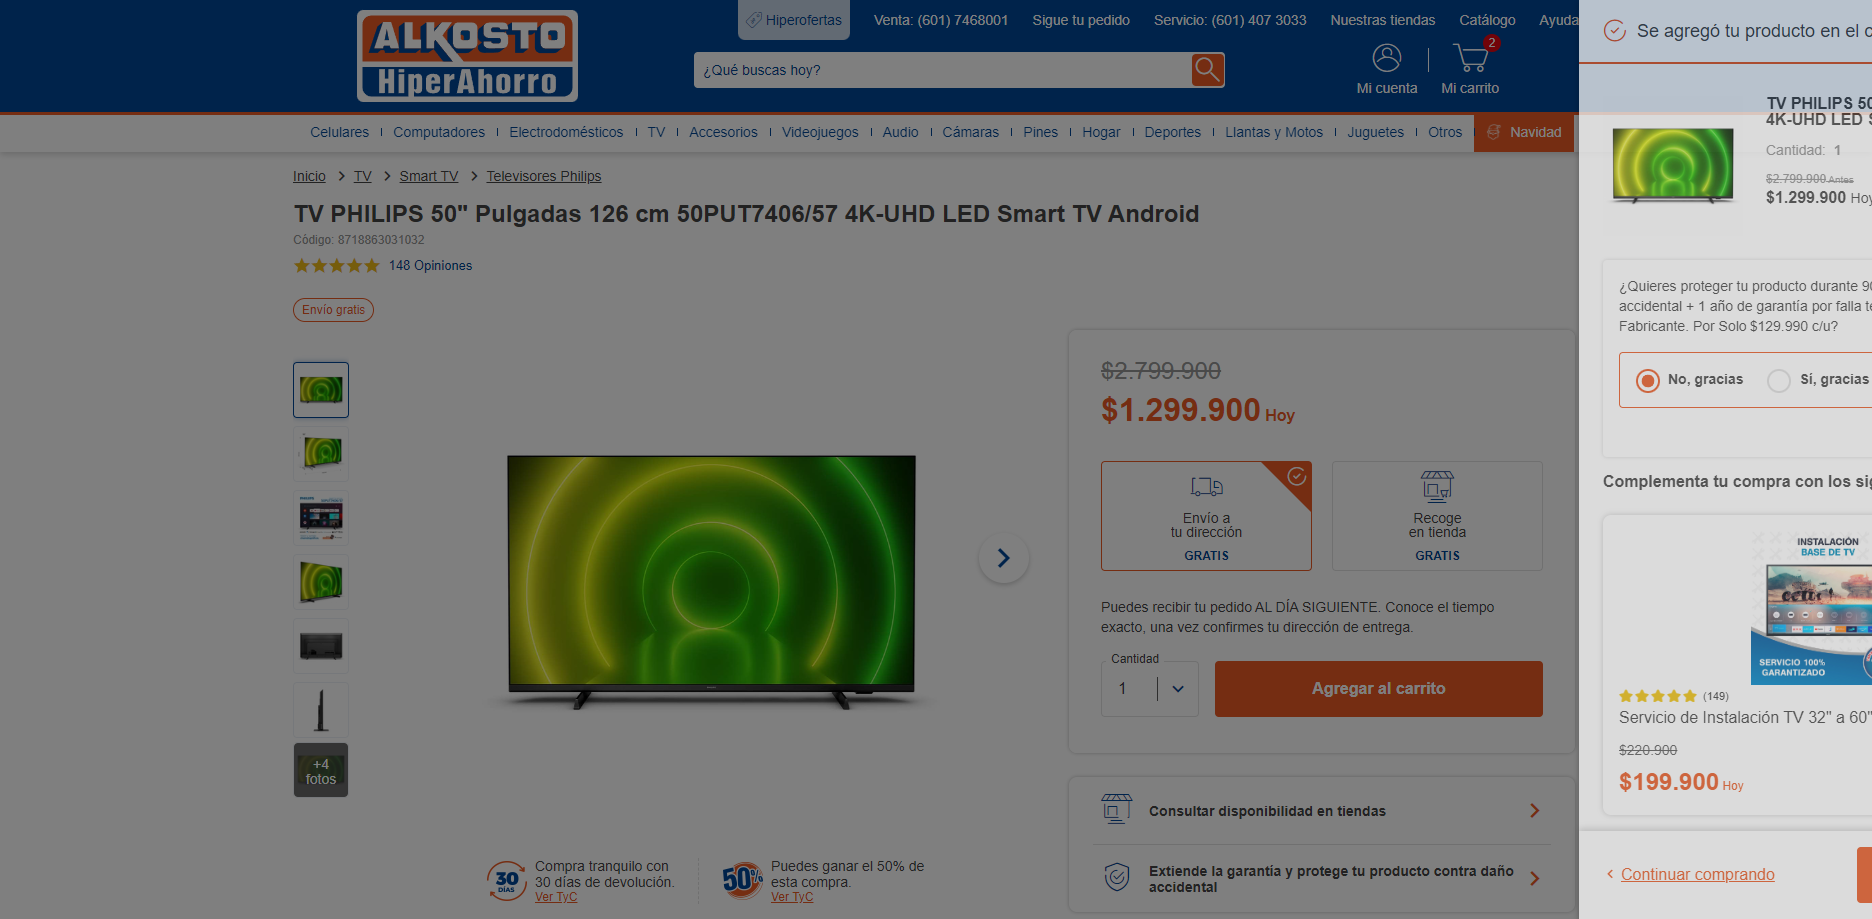 ALKOSTO
HiperAhorro
Hiperofertas
Venta: (601) 7468001
Sigue tu pedido
Servicio: (601) 407 3033
Nuestras tiendas
Catálogo
Ayuda
¿Qué buscas hoy?
Mi cuenta
2
Mi carrito
Celulares
Computadores
Electrodomésticos
TV
Accesorios
Videojuegos
Audio
Cámaras
Pines
Hogar
Deportes
Llantas y Motos
Juguetes
Otros
Navidad
Inicio > TV > Smart TV > Televisores Philips
TV PHILIPS 50" Pulgadas 126 cm 50PUT7406/57 4K-UHD LED Smart TV Android
Código: 8718863031032
148 Opiniones
Envío gratis
+4
fotos
$2.799.900
$1.299.900 Hoy
Envío a
tu dirección
GRATIS
Recoge
en tienda
GRATIS
Puedes recibir tu pedido AL DÍA SIGUIENTE. Conoce el tiempo
exacto, una vez confirmes tu dirección de entrega.
Cantidad
1
Agregar al carrito
Consultar disponibilidad en tiendas
Extiende la garantía y protege tu producto contra daño
accidental
30
DÍAS
Compra tranquilo con
30 días de devolución.
Ver TyC
50%
Puedes ganar el 50% de
esta compra.
Ver TyC
Se agregó tu producto en el c
TV PHILIPS 50
4K-UHD LED S
Cantidad: 1
$2.799.900 Antes
$1.299.900 Hoy
¿Quieres proteger tu producto durante 90
accidental + 1 año de garantía por falla te
Fabricante. Por Solo $129.990 c/u?
No, gracias
Sí, gracias
Complementa tu compra con los sig
INSTALACIÓN
BASE DE TV
SERVICIO 100%
GARANTIZADO
(149)
Servicio de Instalación TV 32" a 60"
$220.900
$199.900 Hoy
< Continuar comprando